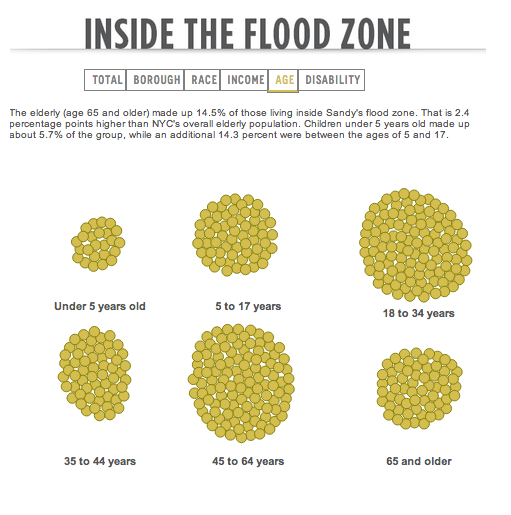 INSIDE THE FLOOD ZONE
TOTAL BOROUGH RACE INCOME AGE DISABILITY
The elderly (age 65 and older) made up 14.5% of those living inside Sandy's flood zone. That is 2.4
percentage points higher than NYC's overall elderly population. Children under 5 years old made up
about 5.7% of the group, while an additional 14.3 percent were between the ages of 5 and 17.
Under 5 years old
5 to 17 years
18 to 34 years
35 to 44 years
45 to 64 years
65 and older